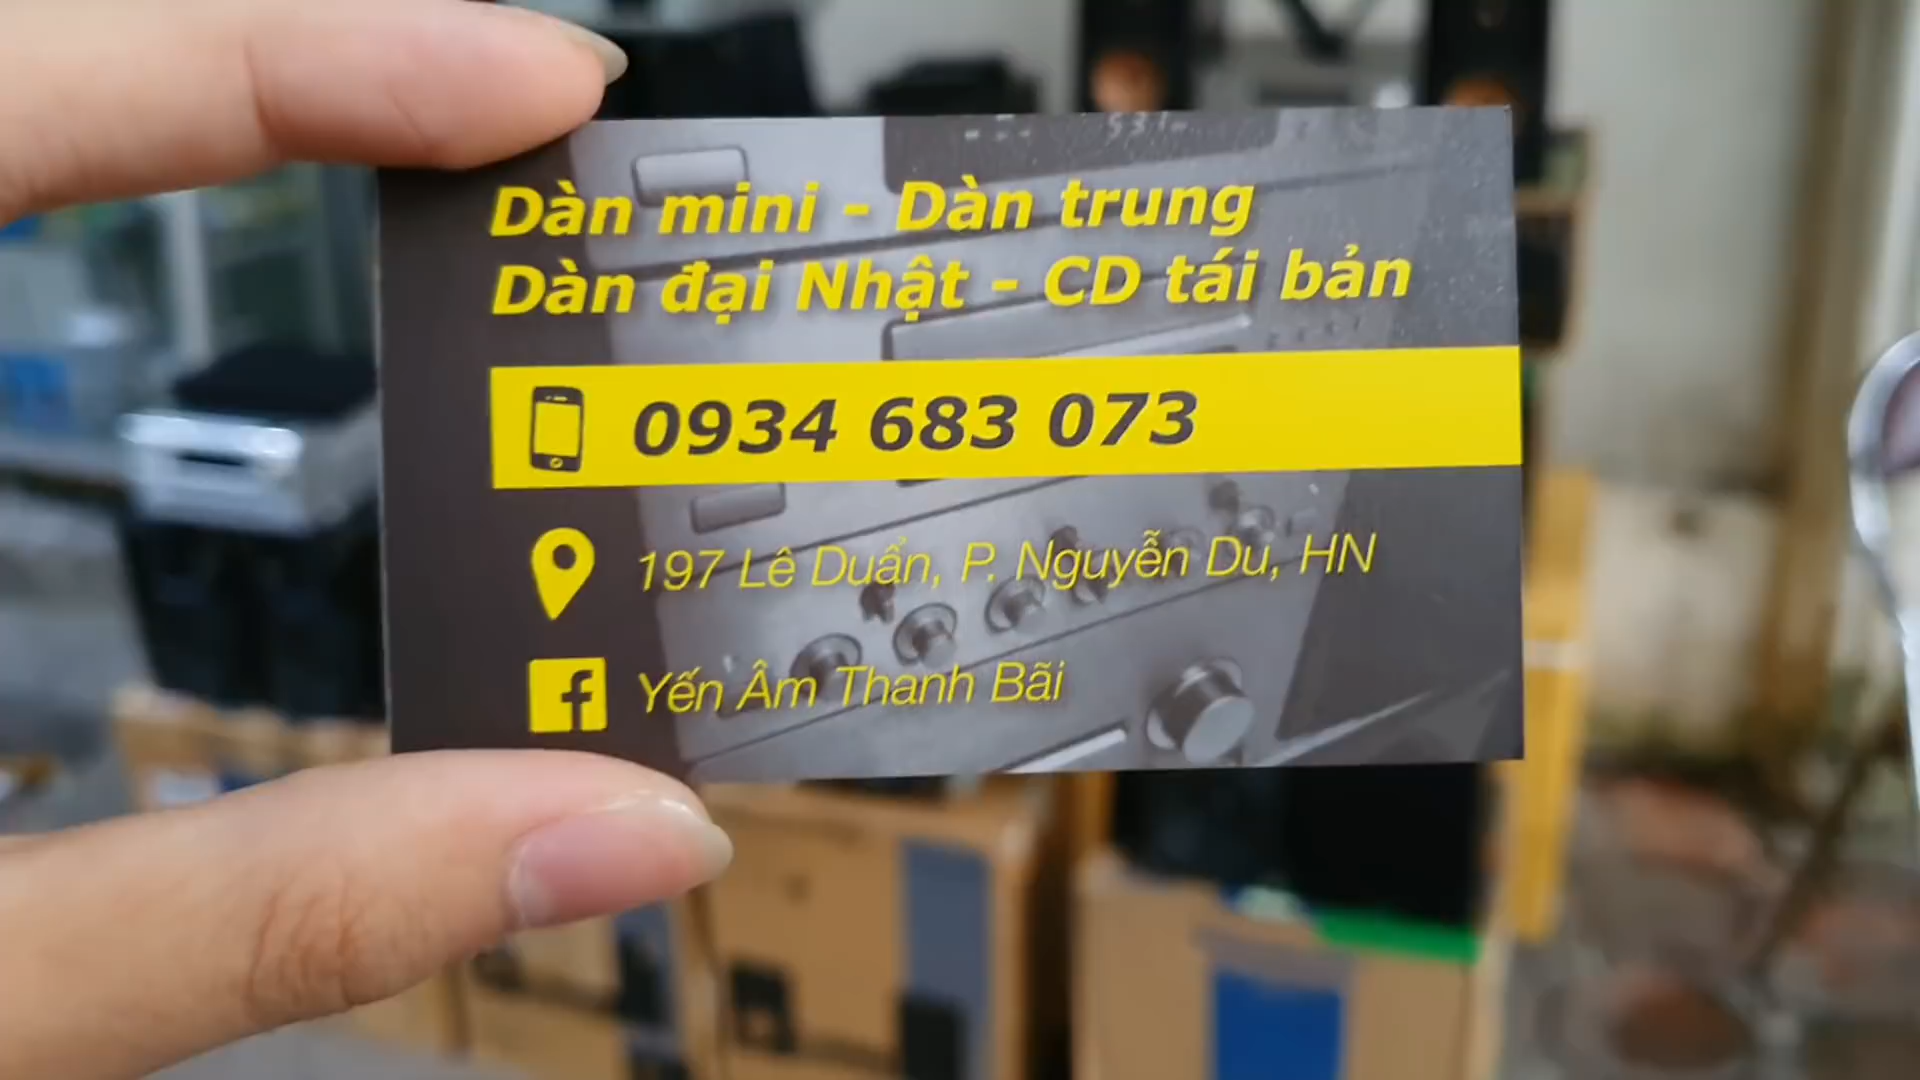 Dàn mini - Dàn trung
Dàn đại Nhật - CD tái bản
0934 683 073
197 Lê Duẩn, P. Nguyễn Du, HN
Yến Âm Thanh Bãi